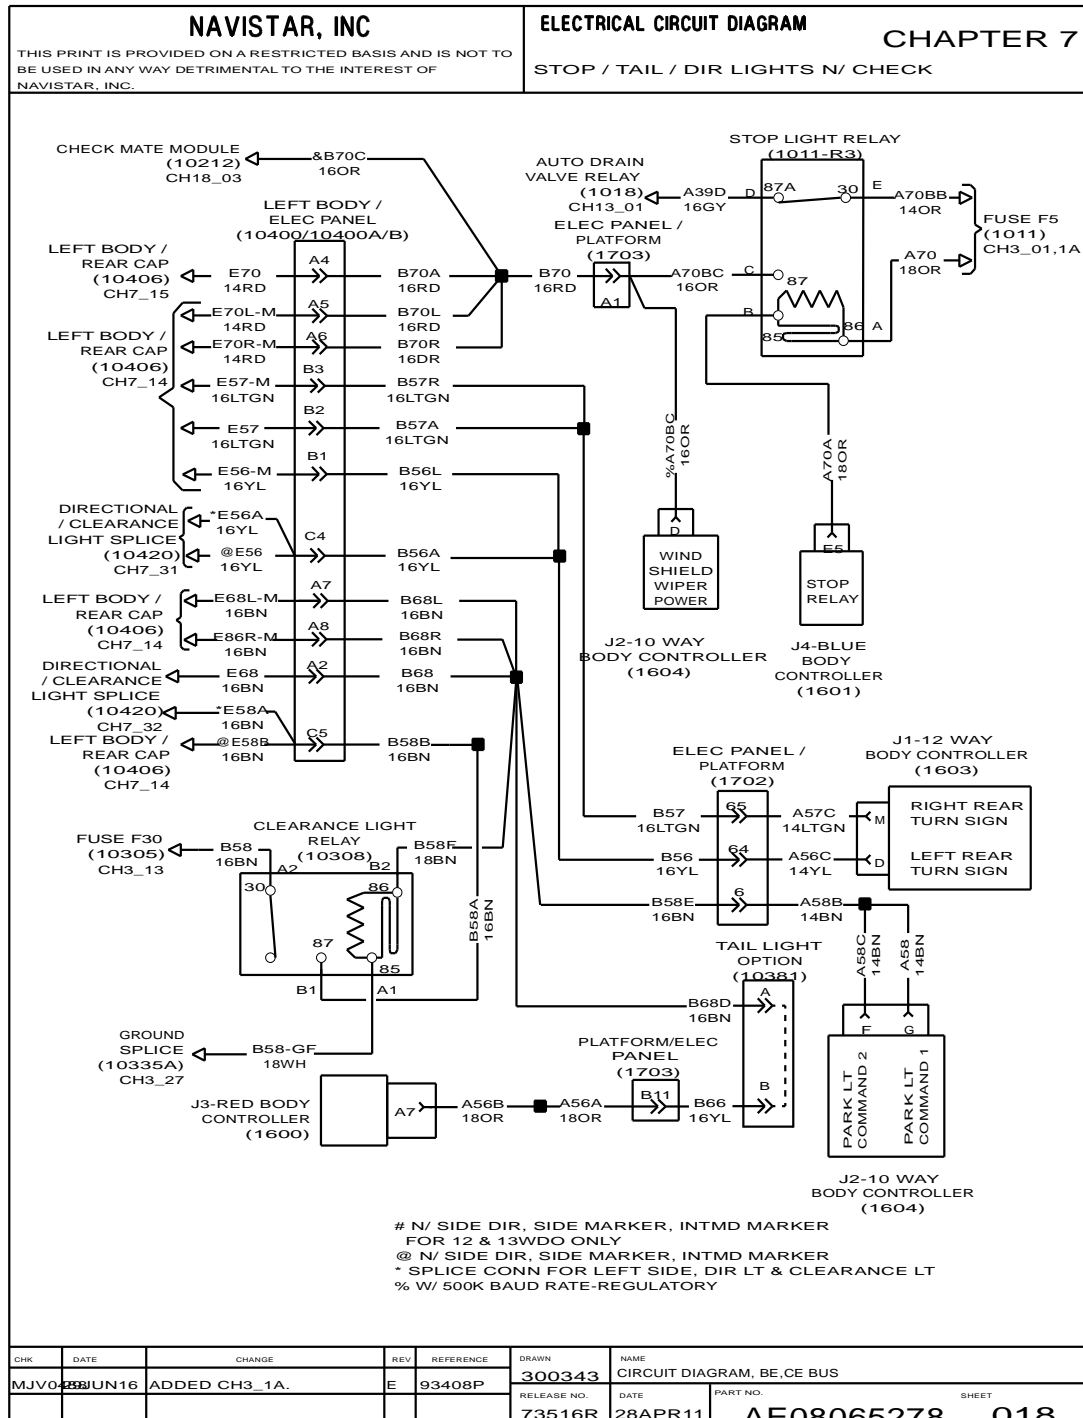 NAVISTAR, INC
THIS PRINT IS PROVIDED ON A RESTRICTED BASIS AND IS NOT TO
BE USED IN ANY WAY DETRIMENTAL TO THE INTEREST OF
NAVISTAR, INC.
ELECTRICAL CIRCUIT DIAGRAM
CHAPTER 7
STOP / TAIL / DIR LIGHTS N/ CHECK
CHECK MATE MODULE
(10212)
CH18_03
&B70C
16OR
AUTO DRAIN
VALVE RELAY
(1018)
CH13_01
A39D
16GY
STOP LIGHT RELAY
(1011-R3)
D
87A
30
E
A70BB
14OR
FUSE F5
(1011)
CH3_01,1A
A70
18OR
C
87
B
85
86
A
LEFT BODY /
ELEC PANEL
(10400/10400A/B)
ELEC PANEL /
PLATFORM
(1703)
A1
LEFT BODY /
REAR CAP
(10406)
CH7_15
E70
14RD
A4
B70A
16RD
B70
16RD
A70BC
16OR
E70L-M
14RD
A5
B70L
16RD
LEFT BODY /
REAR CAP
(10406)
CH7_14
E70R-M
14RD
A6
B70R
16DR
E57-M
16LTGN
B3
B57R
16LTGN
E57
16LTGN
B2
B57A
16LTGN
E56-M
16YL
B1
B56L
16YL
%A70BC
16OR
A70A
18OR
DIRECTIONAL
/ CLEARANCE
LIGHT SPLICE
(10420)
CH7_31
*E56A
16YL
@E56
16YL
C4
B56A
16YL
D
WIND
SHIELD
WIPER
POWER
J2-10 WAY
BODY CONTROLLER
(1604)
E5
STOP
RELAY
J4-BLUE
BODY
CONTROLLER
(1601)
LEFT BODY /
REAR CAP
(10406)
CH7_14
E68L-M
16BN
A7
B68L
16BN
E86R-M
16BN
A8
B68R
16BN
DIRECTIONAL
/ CLEARANCE
LIGHT SPLICE
(10420)
CH7_32
E68
16BN
A2
B68
16BN
*E58A
16BN
LEFT BODY /
REAR CAP
(10406)
CH7_14
@E58B
16BN
C5
B58B
16BN
ELEC PANEL /
PLATFORM
(1702)
J1-12 WAY
BODY CONTROLLER
(1603)
B57
16LTGN
65
A57C
14LTGN
M
RIGHT REAR
TURN SIGN
B56
16YL
64
A56C
14YL
D
LEFT REAR
TURN SIGN
B58E
16BN
6
A58B
14BN
FUSE F30
(10305)
CH3_13
B58
16BN
CLEARANCE LIGHT
RELAY
(10308)
A2
B2
B58F
18BN
30
86
87
85
B1
A1
B58A
16BN
GROUND
SPLICE
(10335A)
CH3_27
B58-GF
18WH
TAIL LIGHT
OPTION
(10381)
A
B
B68D
16BN
A58C
14BN
A58
14BN
F
G
PARK LT
COMMAND 2
PARK LT
COMMAND 1
J2-10 WAY
BODY CONTROLLER
(1604)
PLATFORM/ELEC
PANEL
(1703)
B11
J3-RED BODY
CONTROLLER
(1600)
A7
A56B
18OR
A56A
18OR
B66
16YL
# N/ SIDE DIR, SIDE MARKER, INTMD MARKER
FOR 12 & 13WDO ONLY
@ N/ SIDE DIR, SIDE MARKER, INTMD MARKER
* SPLICE CONN FOR LEFT SIDE, DIR LT & CLEARANCE LT
% W/ 500K BAUD RATE-REGULATORY
CHK
DATE
CHANGE
REV
REFERENCE
ADDED CH3_1A.
E
93408P
DRAWN
300343
NAME
CIRCUIT DIAGRAM, BE,CE BUS
RELEASE NO.
73516R
DATE
28APR11
PART NO.
AE08065278
SHEET
018